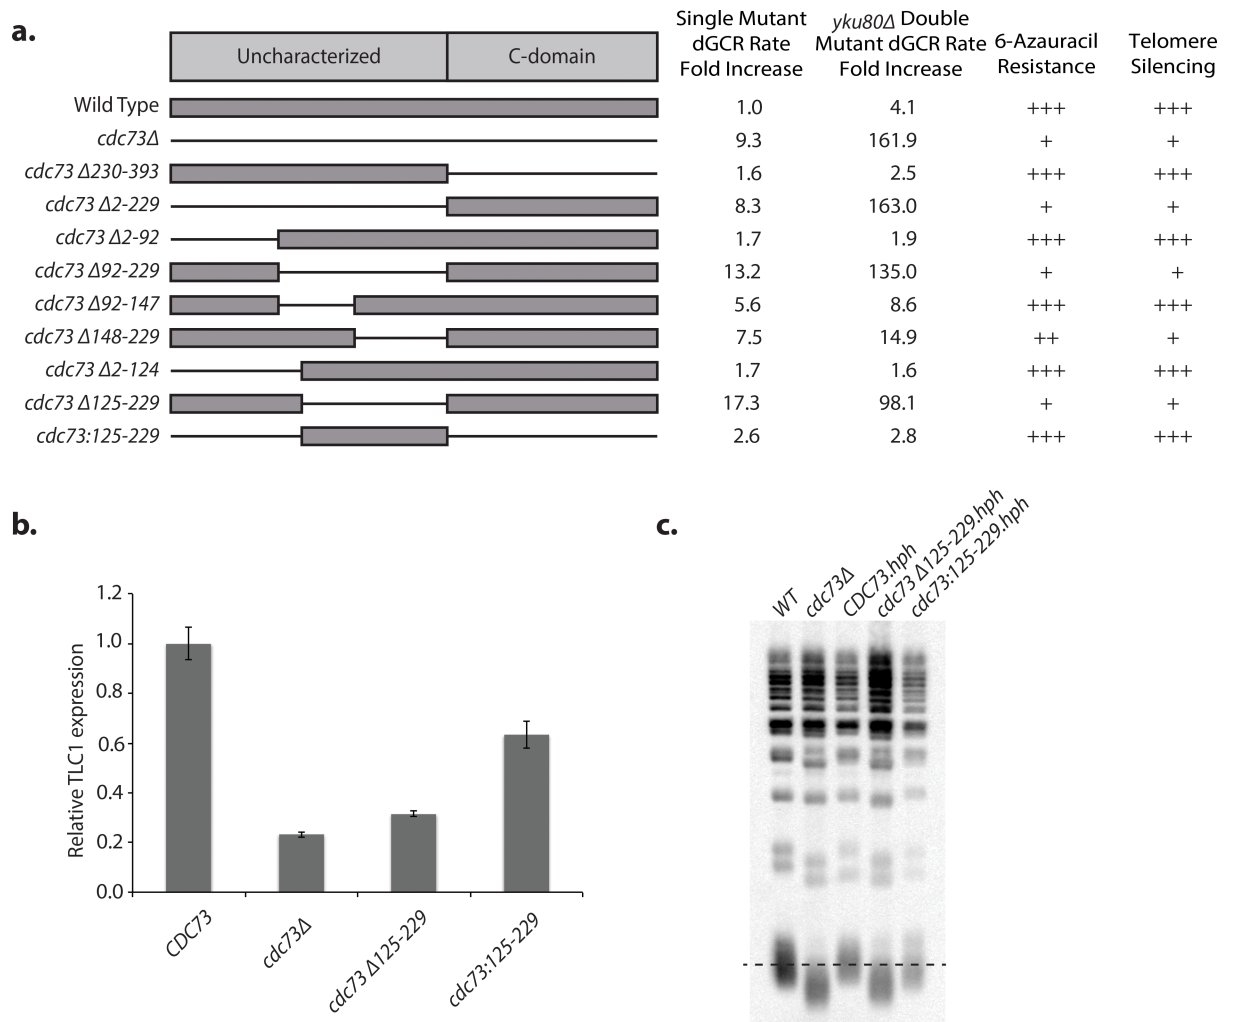 a.
Uncharacterized C-domain
Single Mutant dGCR Rate Fold Increase
yku80Δ Double Mutant dGCR Rate Fold Increase
6-Azauracil Resistance
Telomere Silencing
Wild Type 1.0 4.1 +++ +++
cdc73Δ 9.3 161.9 + +
cdc73 Δ230-393 1.6 2.5 +++ +++
cdc73 Δ2-229 8.3 163.0 + +
cdc73 Δ2-92 1.7 1.9 +++ +++
cdc73 Δ92-229 13.2 135.0 + +
cdc73 Δ92-147 5.6 8.6 +++ +++
cdc73 Δ148-229 7.5 14.9 ++ +
cdc73 Δ2-124 1.7 1.6 +++ +++
cdc73 Δ125-229 17.3 98.1 + +
cdc73:125-229 2.6 2.8 +++ +++
b.
Relative TLC1 expression
1.2
1.0
0.8
0.6
0.4
0.2
0.0
CDC73
cdc73Δ
cdc73 Δ125-229
cdc73:125-229
c.
WT
cdc73Δ
CDC73.hph
cdc73 Δ125-229.hph
cdc73:125-229.hph